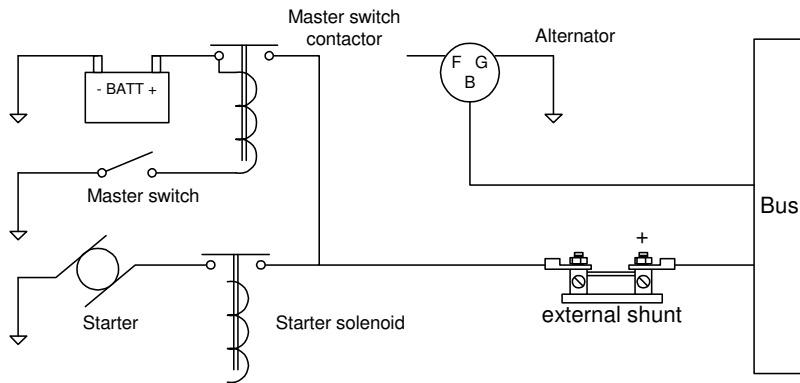 Master switch
contactor
Alternator
F G
B
- BATT +
Master switch
Bus
+
external shunt
Starter
Starter solenoid